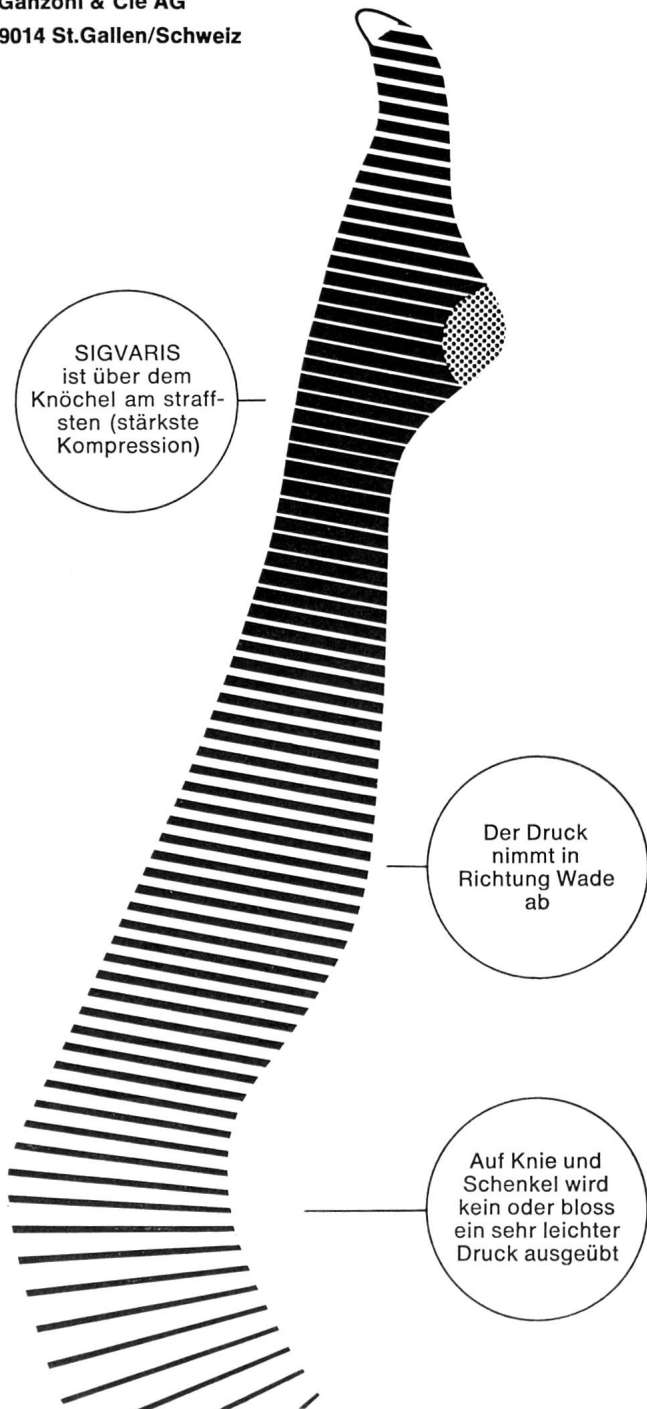 Ganzoni & Cie AG
9014 St.Gallen/Schweiz
SIGVARIS
ist über dem
Knöchel am straff-
sten (stärkste
Kompression)
Der Druck
nimmt in
Richtung Wade
ab
Auf Knie und
Schenkel wird
kein oder bloss
ein sehr leichter
Druck ausgeübt